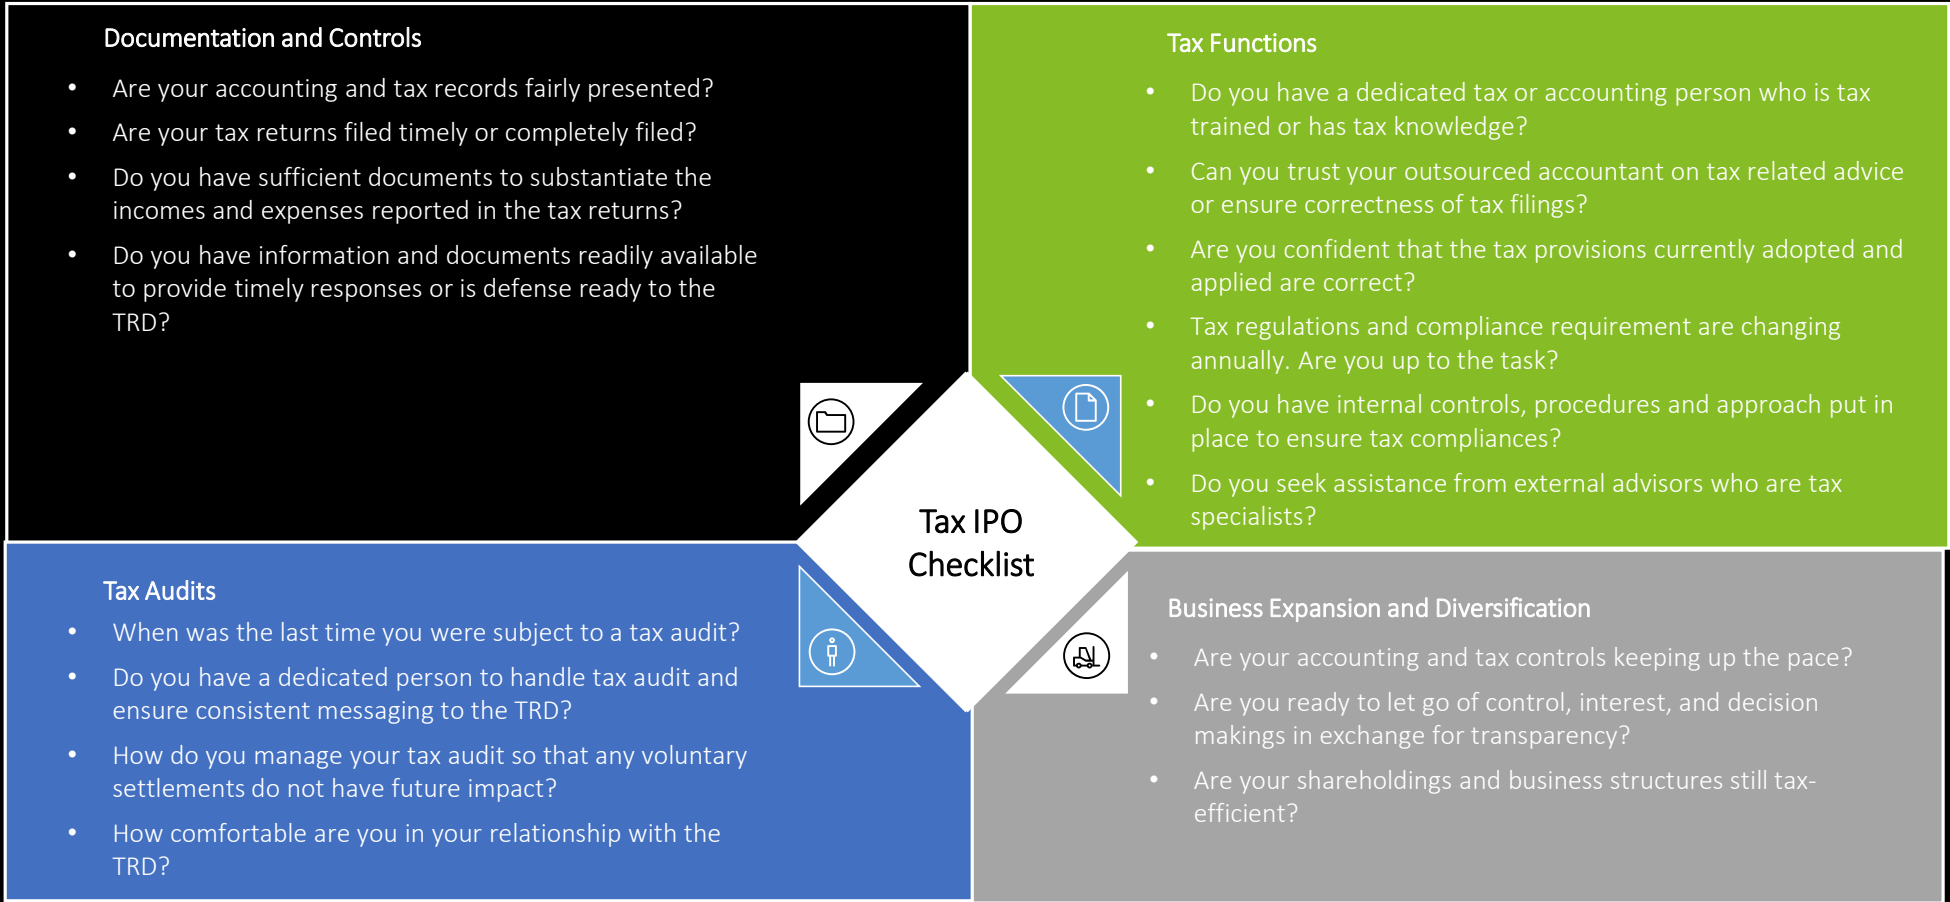 Documentation and Controls
• Are your accounting and tax records fairly presented?
• Are your tax returns filed timely or completely filed?
• Do you have sufficient documents to substantiate the
incomes and expenses reported in the tax returns?
• Do you have information and documents readily available
to provide timely responses or is defense ready to the
TRD?
Tax Functions
• Do you have a dedicated tax or accounting person who is tax
trained or has tax knowledge?
• Can you trust your outsourced accountant on tax related advice
or ensure correctness of tax filings?
• Are you confident that the tax provisions currently adopted and
applied are correct?
• Tax regulations and compliance requirement are changing
annually. Are you up to the task?
• Do you have internal controls, procedures and approach put in
place to ensure tax compliances?
• Do you seek assistance from external advisors who are tax
specialists?
Tax IPO
Checklist
Tax Audits
• When was the last time you were subject to a tax audit?
• Do you have a dedicated person to handle tax audit and
ensure consistent messaging to the TRD?
• How do you manage your tax audit so that any voluntary
settlements do not have future impact?
• How comfortable are you in your relationship with the
TRD?
Business Expansion and Diversification
• Are your accounting and tax controls keeping up the pace?
• Are you ready to let go of control, interest, and decision
makings in exchange for transparency?
• Are your shareholdings and business structures still tax-
efficient?